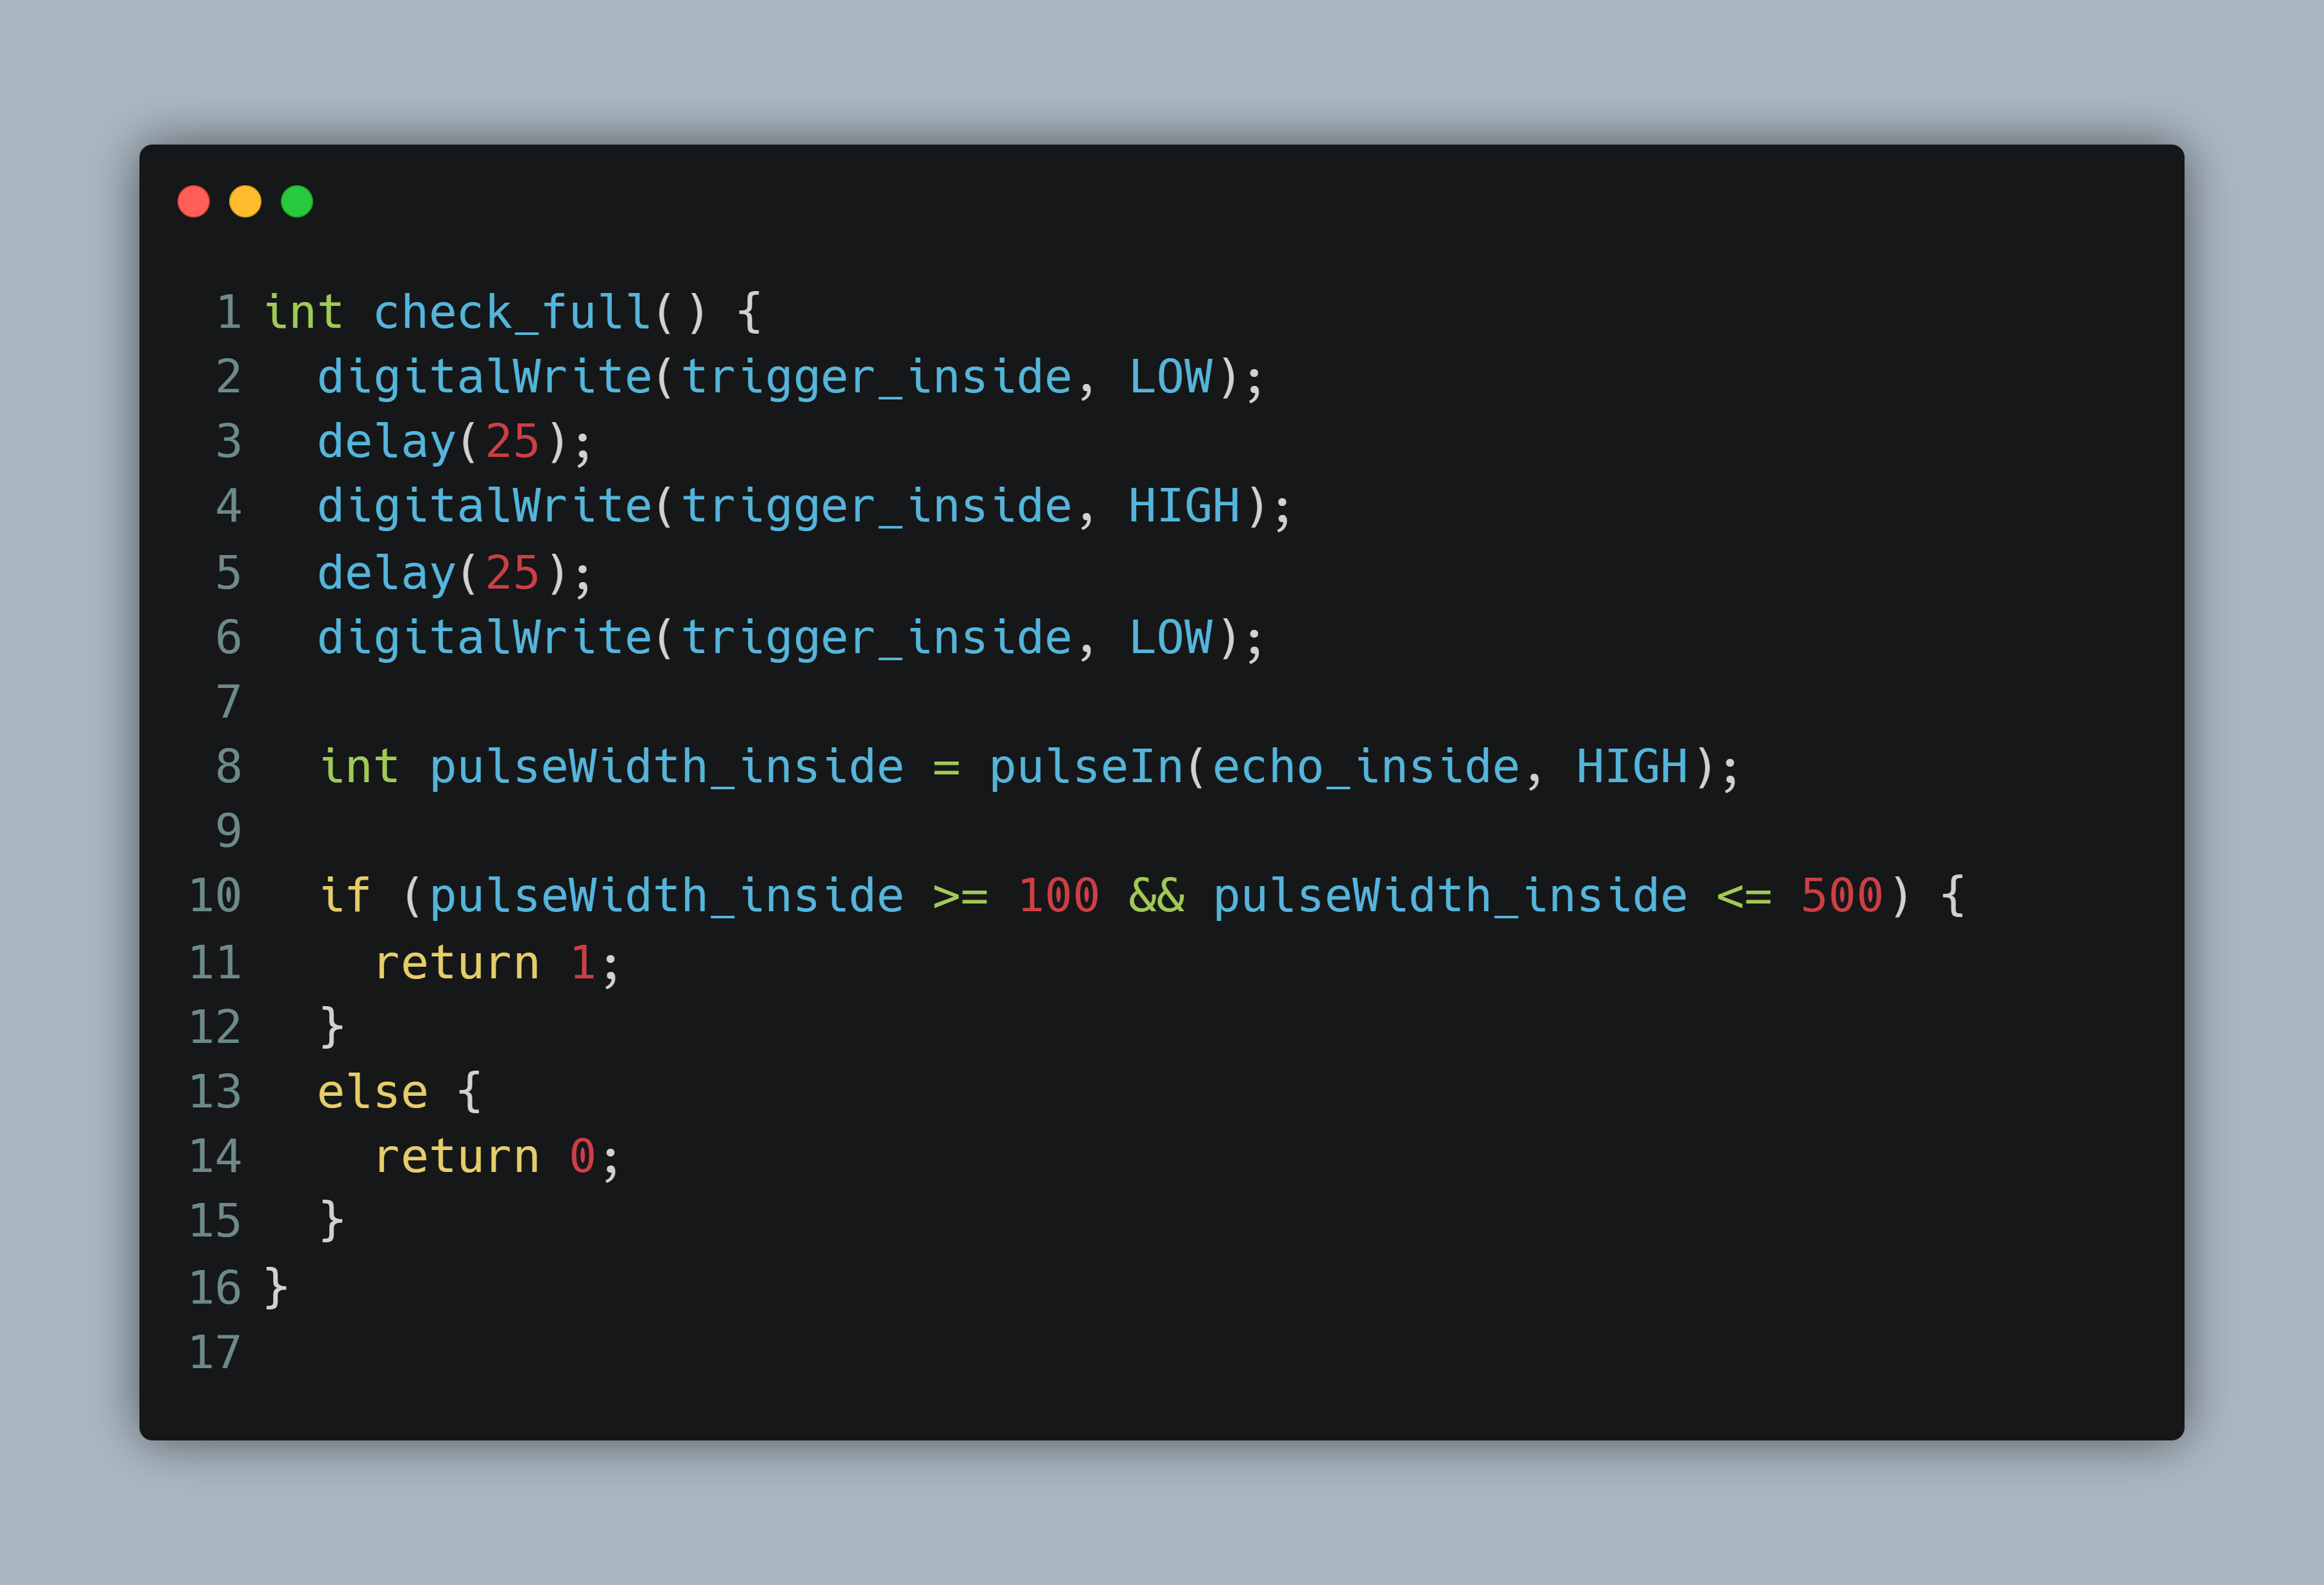 1 int check_full() {
2   digitalWrite(trigger_inside, LOW);
3   delay(25);
4   digitalWrite(trigger_inside, HIGH);
5   delay(25);
6   digitalWrite(trigger_inside, LOW);
7
8   int pulseWidth_inside = pulseIn(echo_inside, HIGH);
9
10   if (pulseWidth_inside >= 100 && pulseWidth_inside <= 500) {
11     return 1;
12   }
13   else {
14     return 0;
15   }
16 }
17